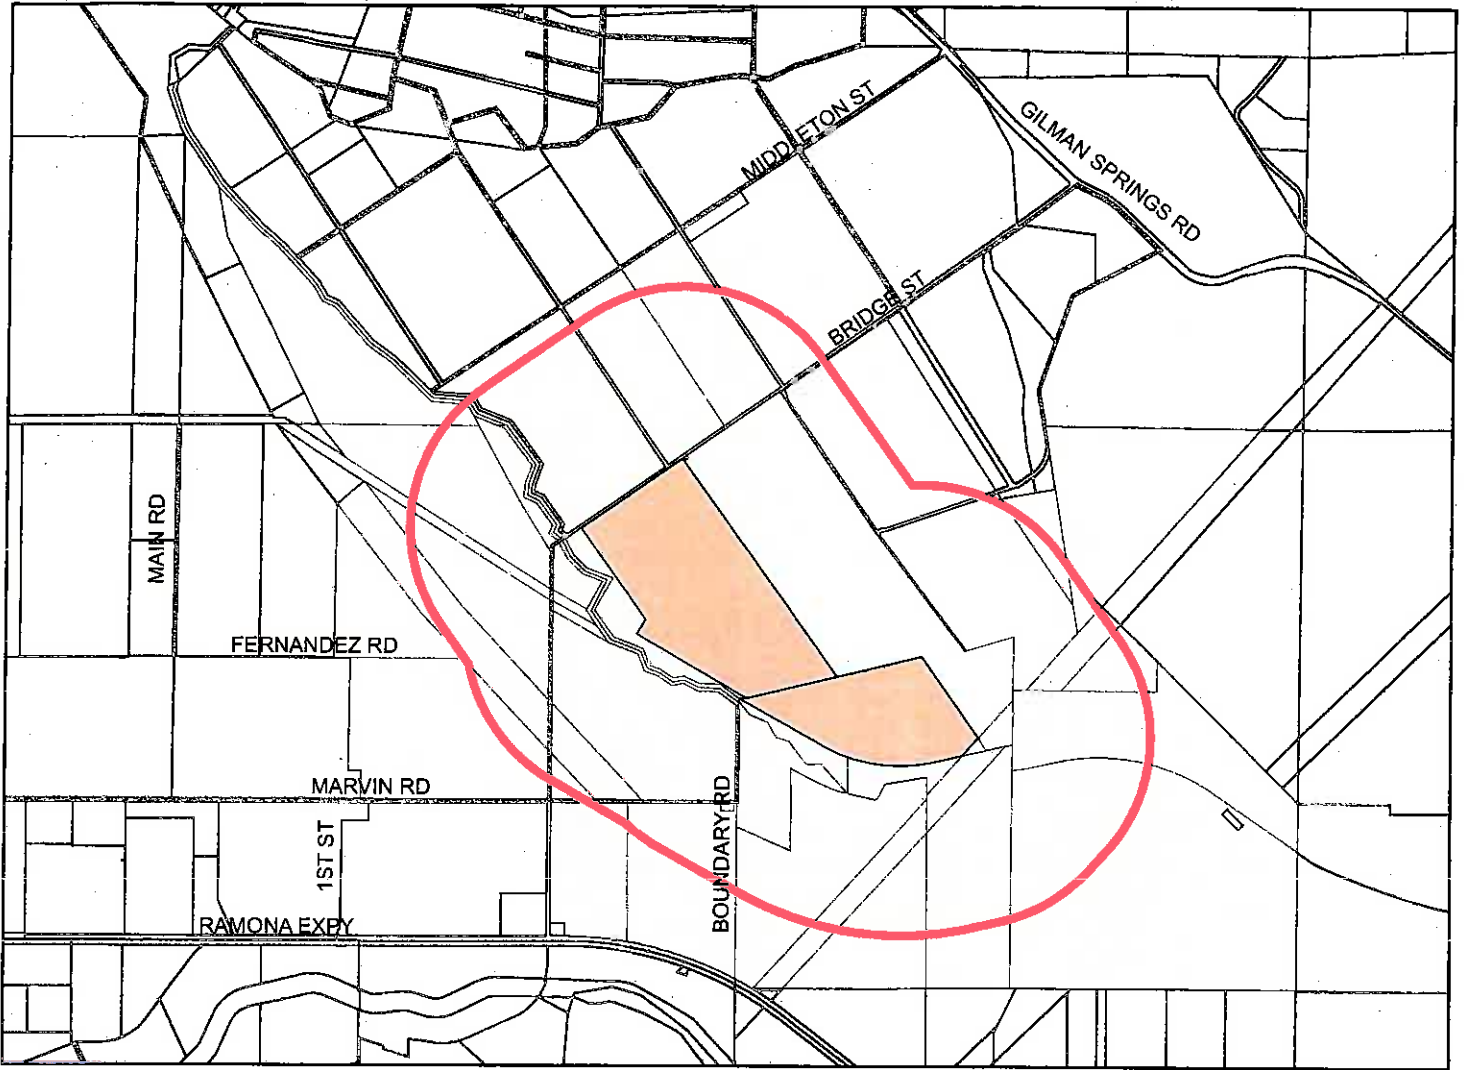 MIDDLETON ST
GILMAN SPRINGS RD
BRIDGE ST
MAIN RD
FERNANDEZ RD
MARVIN RD
1ST ST
BOUNDARY RD
RAMONA EXPY